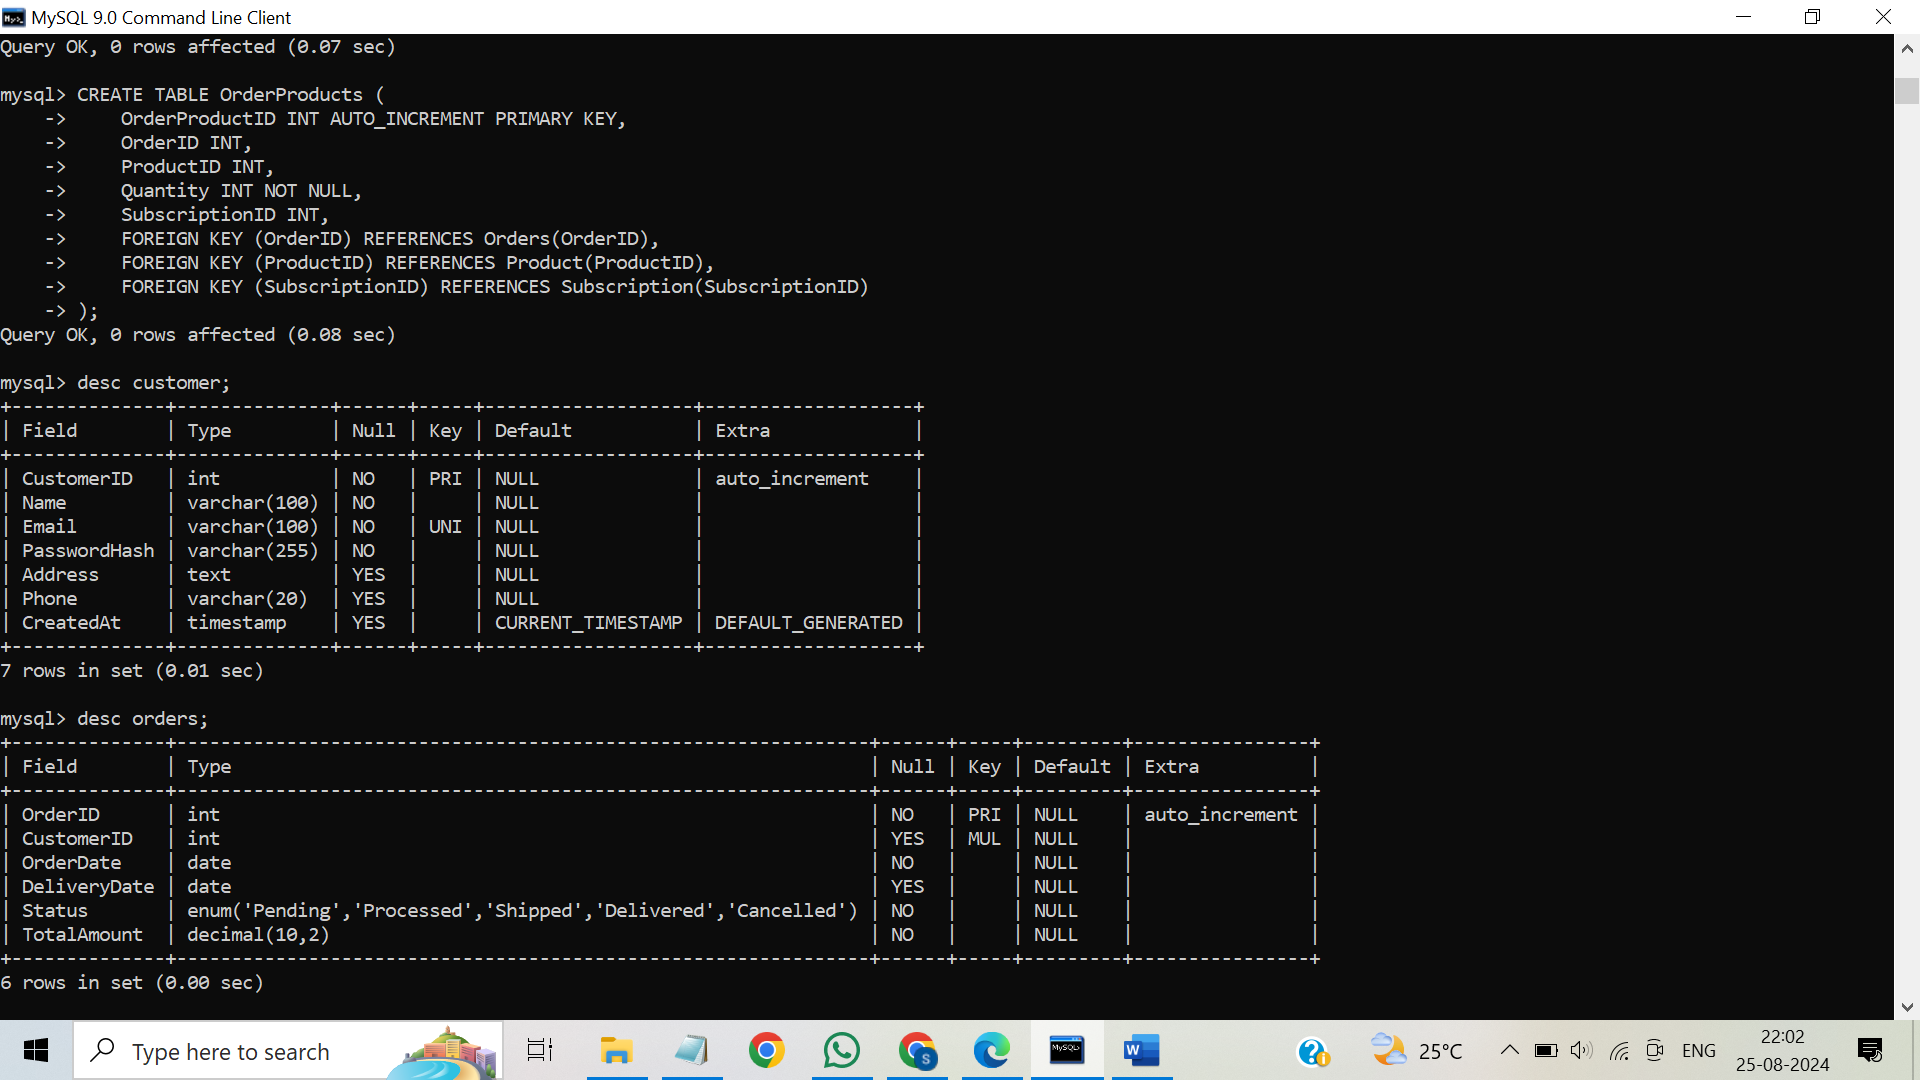 MySQL 9.0 Command Line Client
Query OK, 0 rows affected (0.07 sec)
mysql> CREATE TABLE OrderProducts (
    ->     OrderProductID INT AUTO_INCREMENT PRIMARY KEY,
    ->     OrderID INT,
    ->     ProductID INT,
    ->     Quantity INT NOT NULL,
    ->     SubscriptionID INT,
    ->     FOREIGN KEY (OrderID) REFERENCES Orders(OrderID),
    ->     FOREIGN KEY (ProductID) REFERENCES Product(ProductID),
    ->     FOREIGN KEY (SubscriptionID) REFERENCES Subscription(SubscriptionID)
    -> );
Query OK, 0 rows affected (0.08 sec)
mysql> desc customer;
+--------------+--------------+------+-----+-------------------+-------------------+
| Field        | Type         | Null | Key | Default           | Extra             |
+--------------+--------------+------+-----+-------------------+-------------------+
| CustomerID   | int          | NO   | PRI | NULL              | auto_increment    |
| Name         | varchar(100) | NO   |     | NULL              |                   |
| Email        | varchar(100) | NO   | UNI | NULL              |                   |
| PasswordHash | varchar(255) | NO   |     | NULL              |                   |
| Address      | text         | YES  |     | NULL              |                   |
| Phone        | varchar(20)  | YES  |     | NULL              |                   |
| CreatedAt    | timestamp    | YES  |     | CURRENT_TIMESTAMP | DEFAULT_GENERATED |
+--------------+--------------+------+-----+-------------------+-------------------+
7 rows in set (0.01 sec)
mysql> desc orders;
+--------------+---------------------------------------------------------------+------+-----+---------+----------------+
| Field        | Type                                                          | Null | Key | Default | Extra          |
+--------------+---------------------------------------------------------------+------+-----+---------+----------------+
| OrderID      | int                                                           | NO   | PRI | NULL    | auto_increment |
| CustomerID   | int                                                           | YES  | MUL | NULL    |                |
| OrderDate    | date                                                          | NO   |     | NULL    |                |
| DeliveryDate | date                                                          | YES  |     | NULL    |                |
| Status       | enum('Pending','Processed','Shipped','Delivered','Cancelled') | NO   |     | NULL    |                |
| TotalAmount  | decimal(10,2)                                                 | NO   |     | NULL    |                |
+--------------+---------------------------------------------------------------+------+-----+---------+----------------+
6 rows in set (0.00 sec)
Type here to search
S
MySQL>
W
25°C
ENG
22:02
25-08-2024